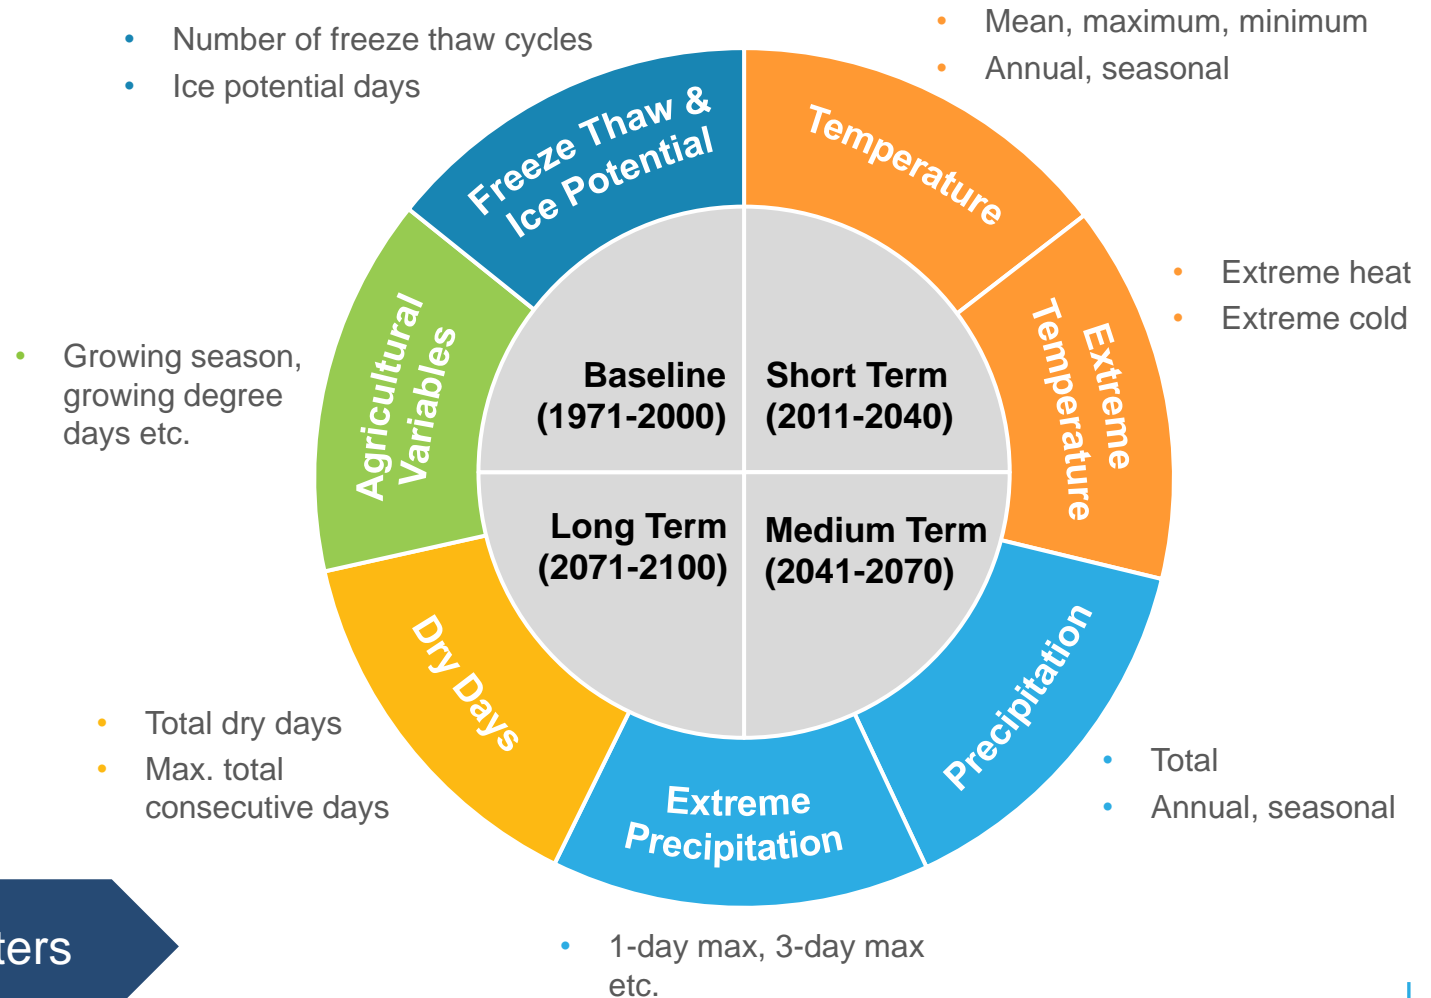 Number of freeze thaw cycles
Ice potential days
Mean, maximum, minimum
Annual, seasonal
Freeze Thaw &
Ice Potential
Temperature
Extreme heat
Extreme cold
Extreme
Temperature
Growing season,
growing degree
days etc.
Agricultural
Variables
Baseline
(1971-2000)
Short Term
(2011-2040)
Long Term
(2071-2100)
Medium Term
(2041-2070)
Dry Days
Total dry days
Max. total
consecutive days
Precipitation
Total
Annual, seasonal
Extreme
Precipitation
1-day max, 3-day max
etc.